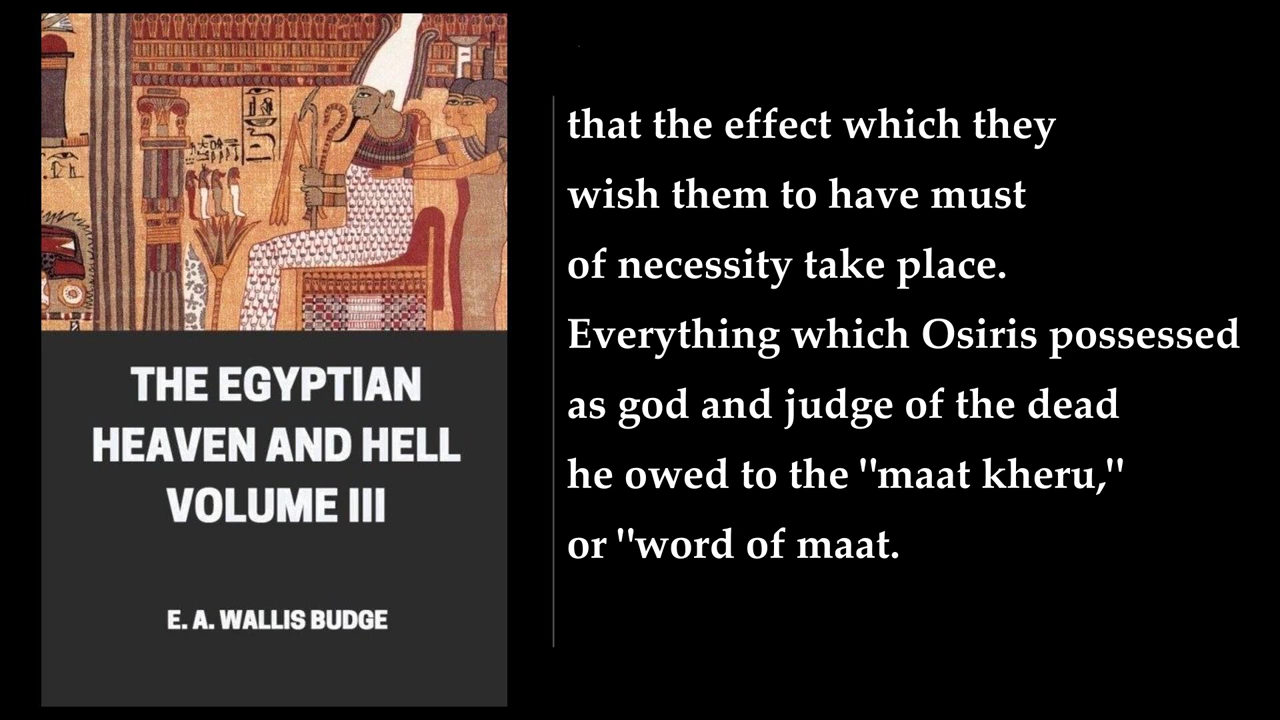 THE EGYPTIAN
HEAVEN AND HELL
VOLUME III
E. A. WALLIS BUDGE
that the effect which they
wish them to have must
of necessity take place.
Everything which Osiris possessed
as god and judge of the dead
he owed to the "maat kheru,"
or "word of maat.